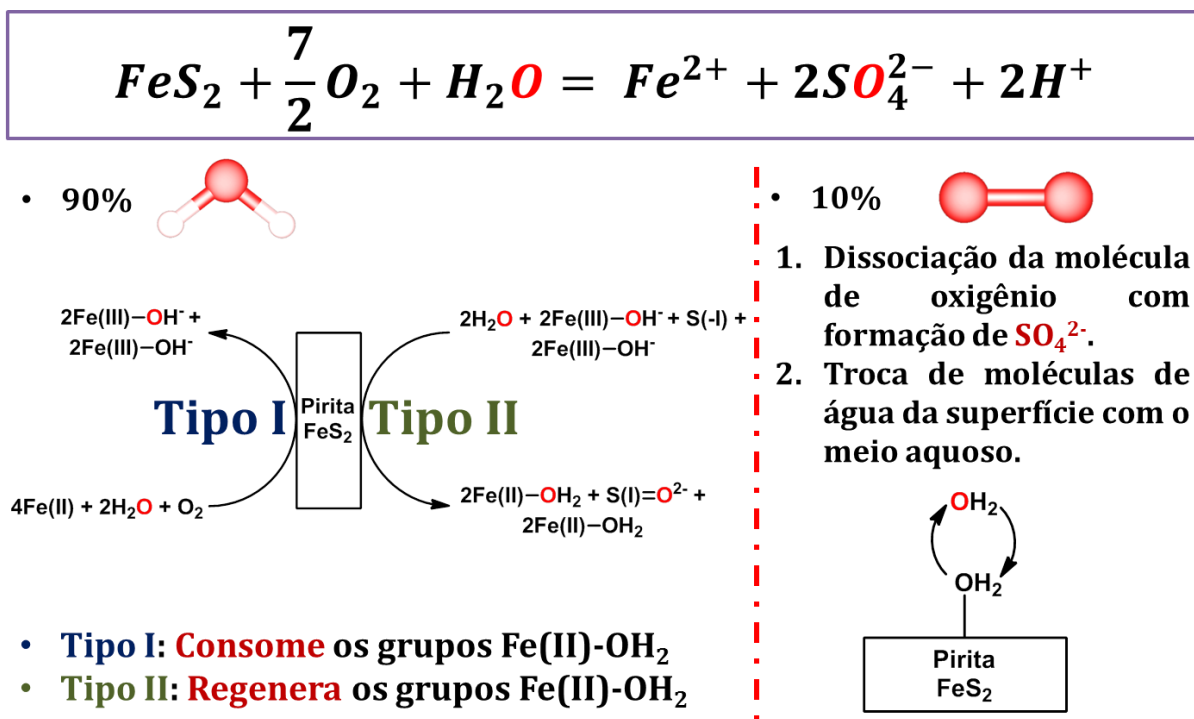 FeS₂ + 7/2 O₂ + H₂O = Fe²⁺ + 2SO₄²⁻ + 2H⁺
• 90%
2Fe(III)−OH⁻ +
2Fe(III)−OH⁻
2H₂O + 2Fe(III)−OH⁻ + S(-I) +
2Fe(III)−OH⁻
Tipo I
Pirita
FeS₂
Tipo II
4Fe(II) + 2H₂O + O₂
2Fe(II)−OH₂ + S(I)=O²⁻ +
2Fe(II)−OH₂
• Tipo I: Consome os grupos Fe(II)-OH₂
• Tipo II: Regenera os grupos Fe(II)-OH₂
• 10%
1. Dissociação da molécula
de oxigênio com
formação de SO₄²⁻.
2. Troca de moléculas de
água da superfície com o
meio aquoso.
OH₂
OH₂
Pirita
FeS₂